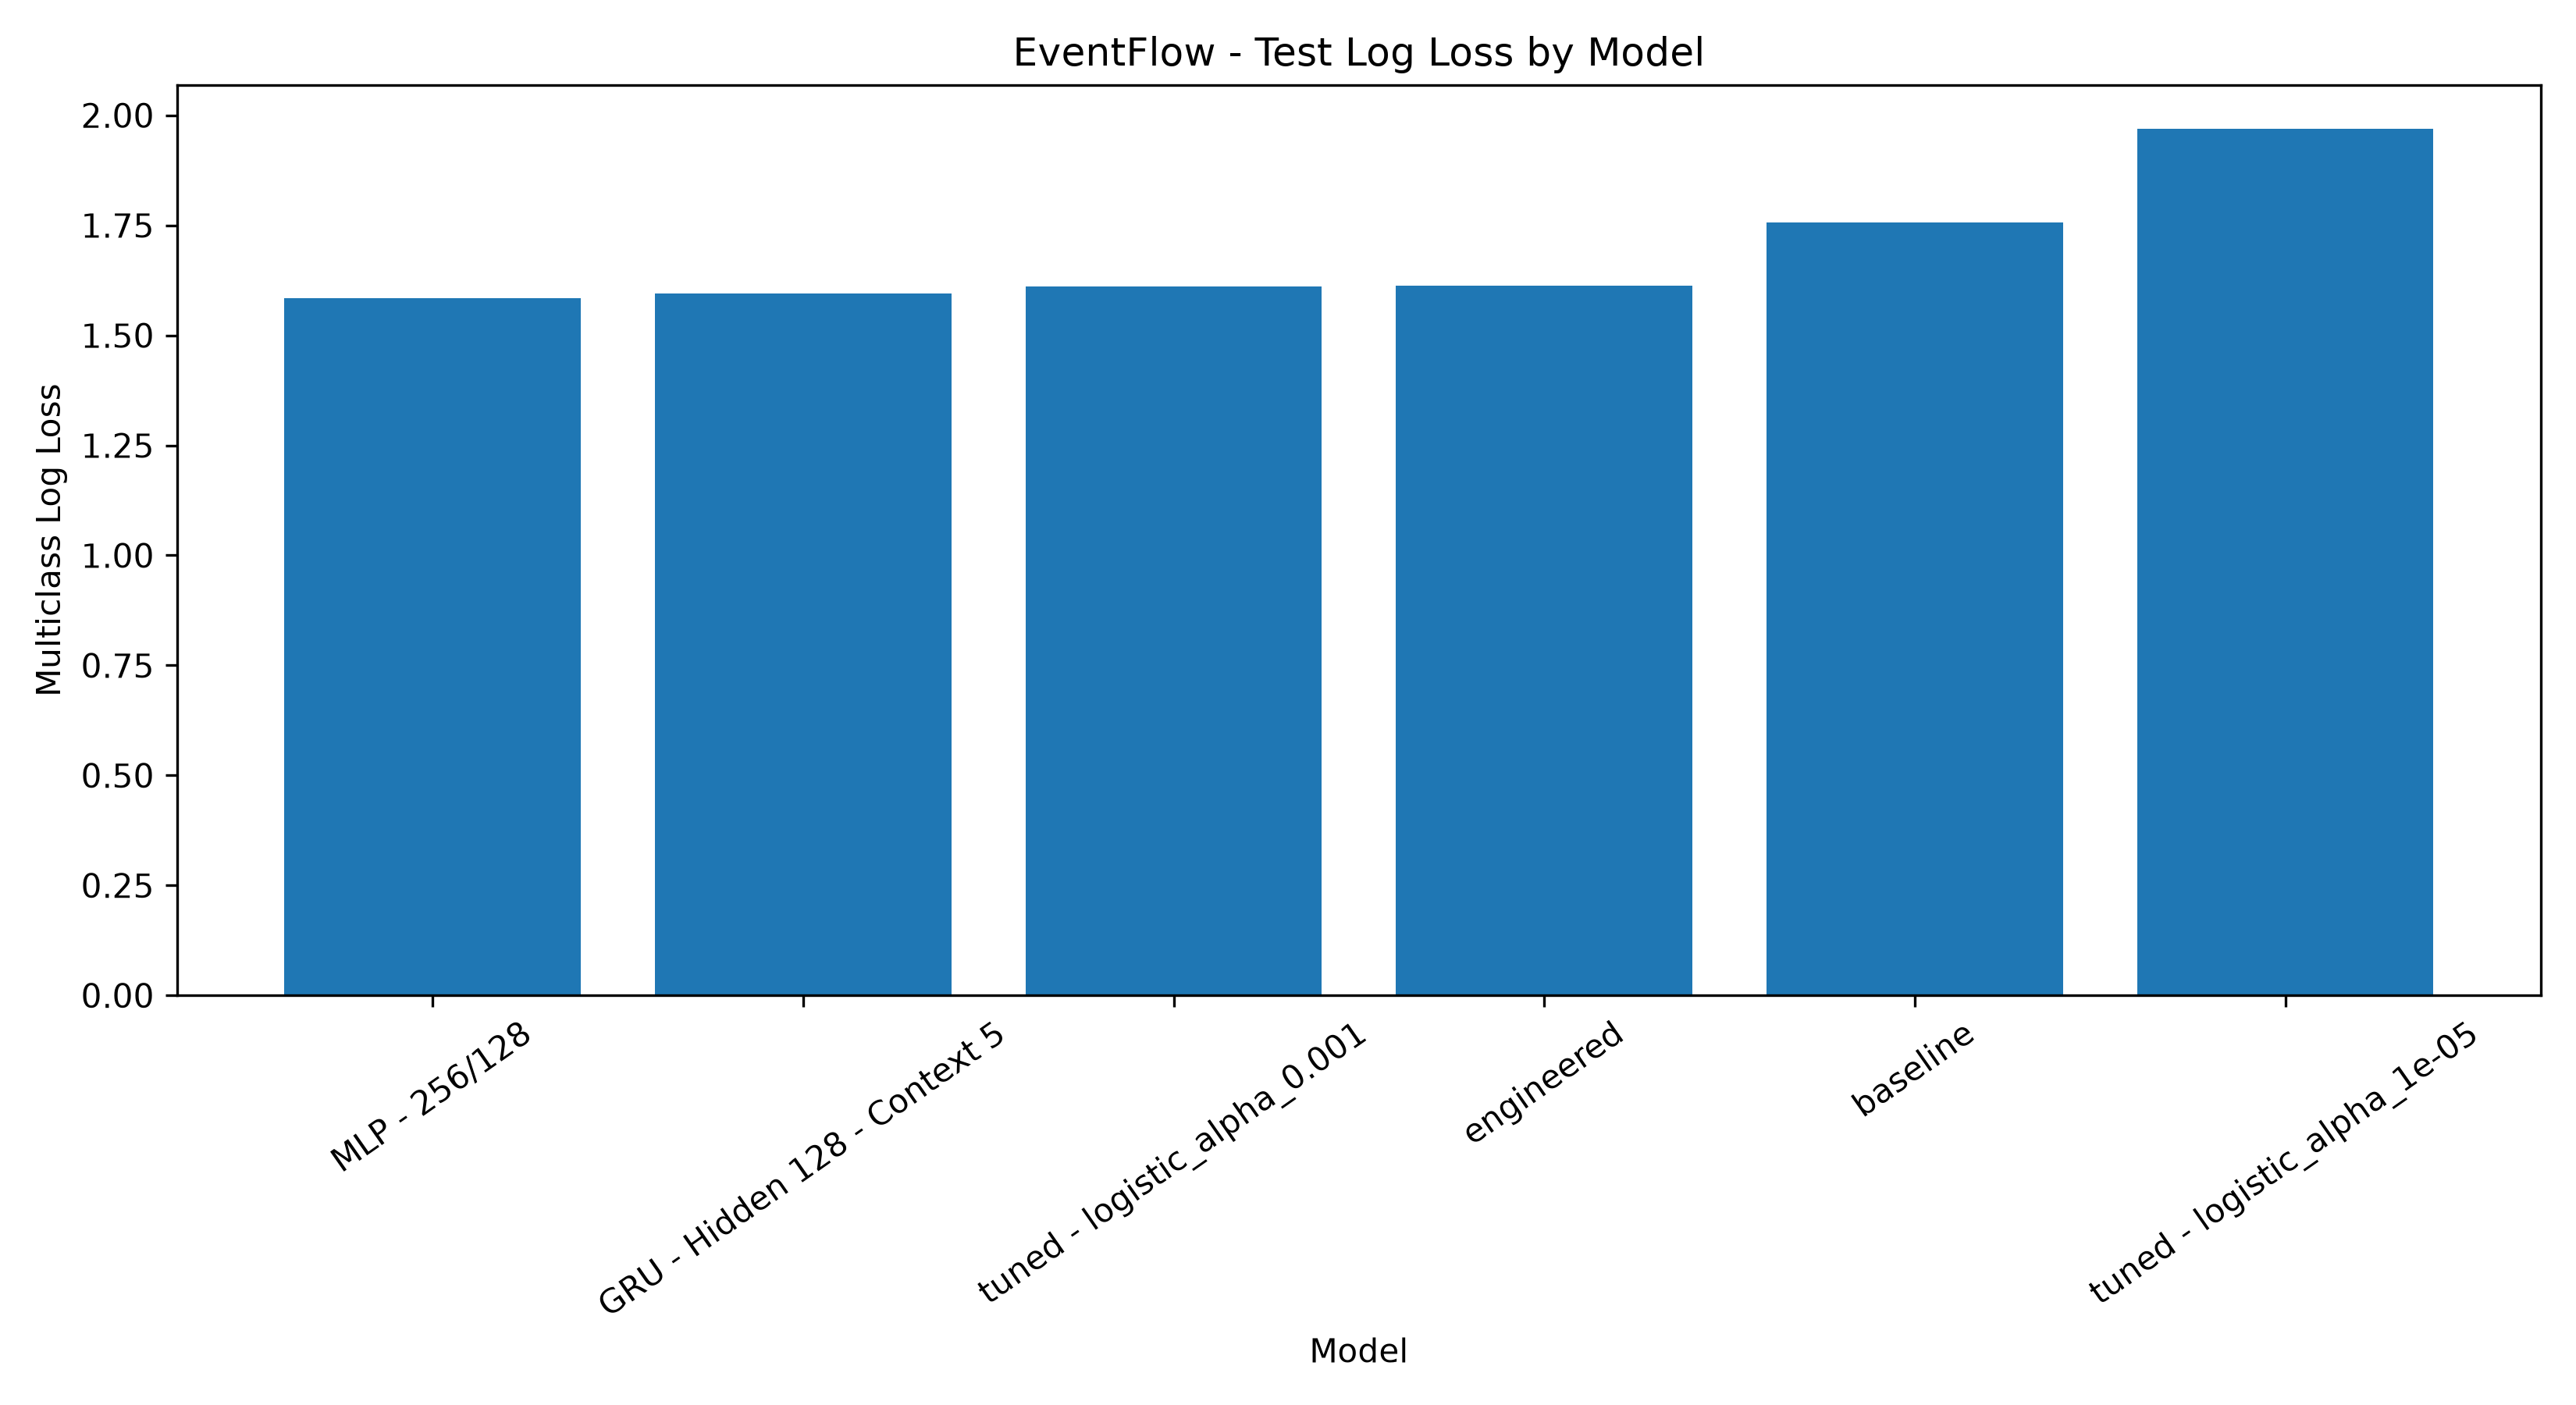 EventFlow - Test Log Loss by Model
Multiclass Log Loss
2.00
1.75
1.50
1.25
1.00
0.75
0.50
0.25
0.00
MLP - 256/128
GRU - Hidden 128 - Context 5
tuned - logistic_alpha_0.001
engineered
baseline
tuned - logistic_alpha_1e-05
Model